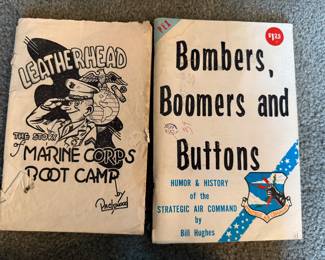 LEATHERHEAD
THE STORY
of MARINE CORPS
BOOT CAMP
by
Bombers,
Boomers and
Buttons
HUMOR & HISTORY
of the
STRATEGIC AIR COMMAND
by
Bill Hughes